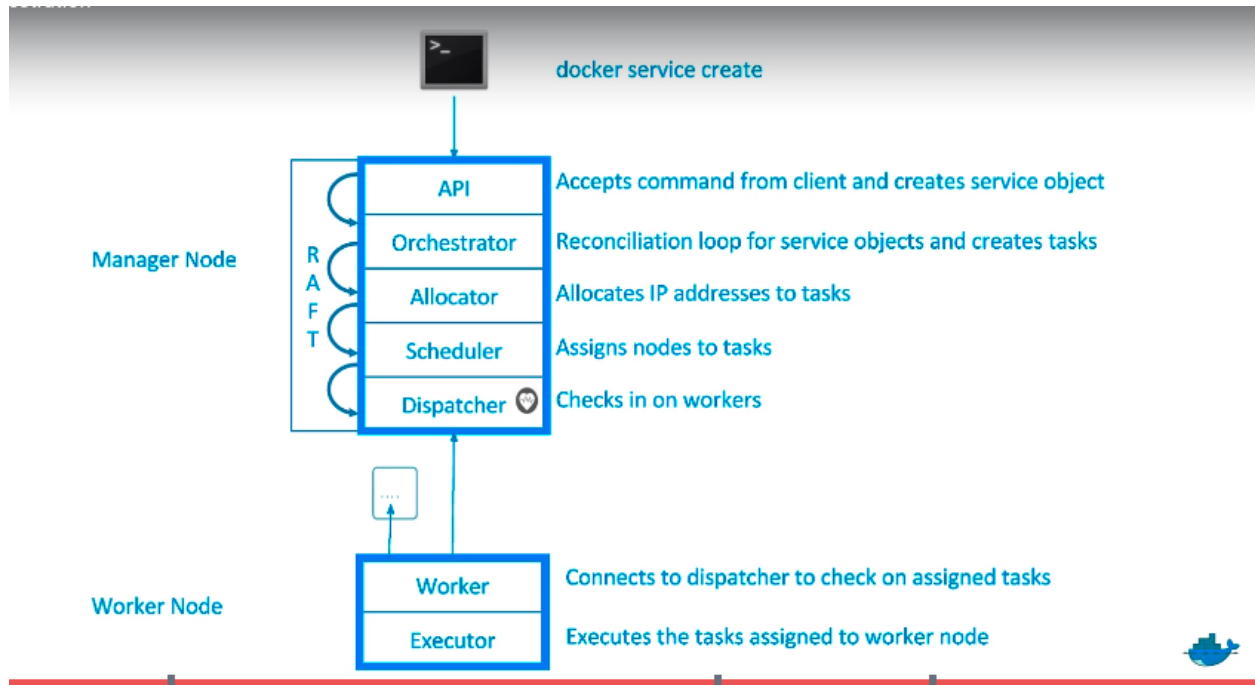 >_
docker service create
API
Accepts command from client and creates service object
Orchestrator
Reconciliation loop for service objects and creates tasks
Manager Node
R
A
F
T
Allocator
Allocates IP addresses to tasks
Scheduler
Assigns nodes to tasks
Dispatcher
Checks in on workers
....
Worker
Connects to dispatcher to check on assigned tasks
Worker Node
Executor
Executes the tasks assigned to worker node